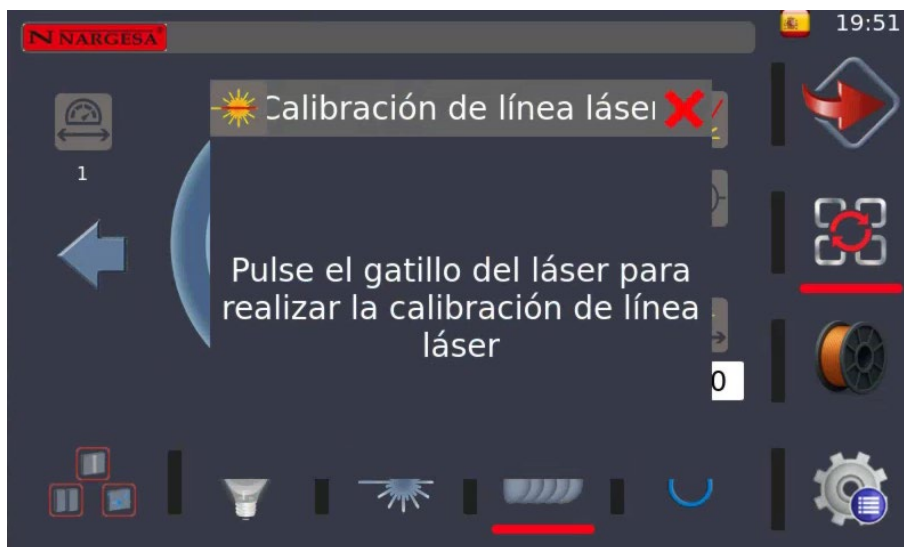 NARGESA
19:51
Calibración de línea láser
1
Pulse el gatillo del láser para
realizar la calibración de línea
láser
0